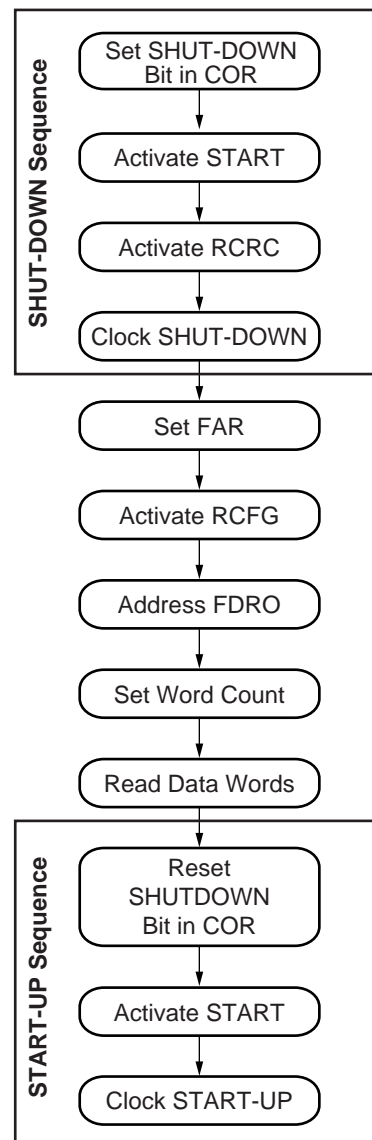 SHUT-DOWN Sequence
Set SHUT-DOWN
Bit in COR
Activate START
Activate RCRC
Clock SHUT-DOWN
Set FAR
Activate RCFG
Address FDRO
Set Word Count
Read Data Words
START-UP Sequence
Reset
SHUTDOWN
Bit in COR
Activate START
Clock START-UP